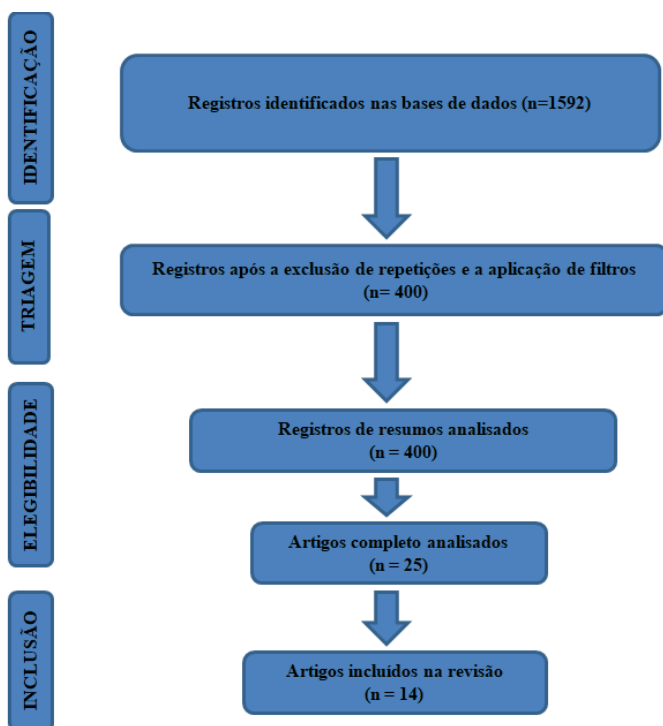 IDENTIFICAÇÃO
Registros identificados nas bases de dados (n=1592)
TRIAGEM
Registros após a exclusão de repetições e a aplicação de filtros
(n= 400)
ELEGIBILIDADE
Registros de resumos analisados
(n = 400)
Artigos completo analisados
(n = 25)
INCLUSÃO
Artigos incluídos na revisão
(n = 14)